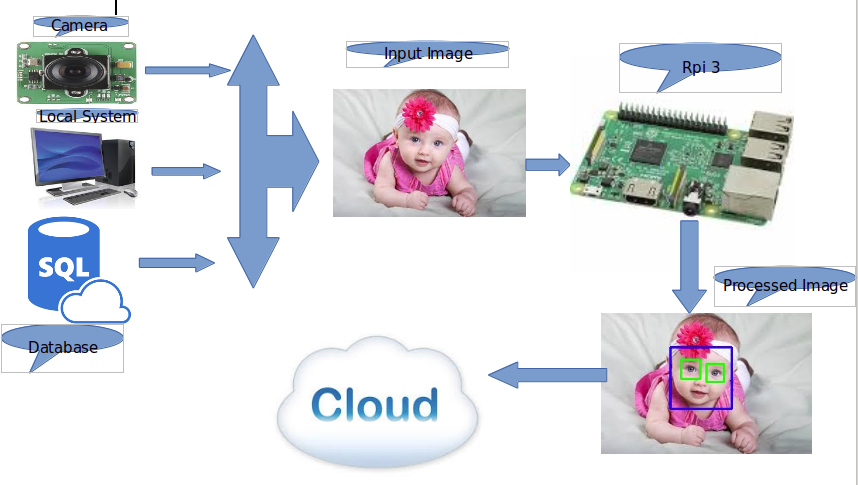 Camera
Local System
SQL
Database
Input Image
Rpi 3
Processed Image
Cloud